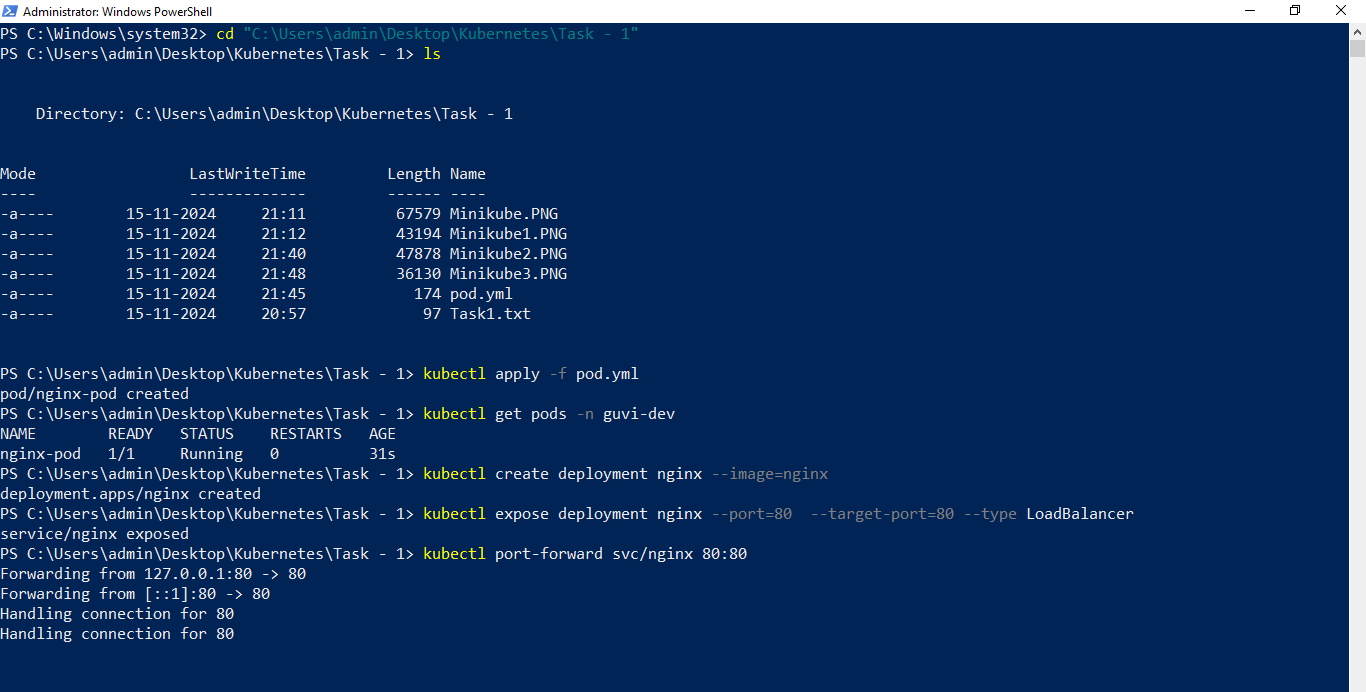 Administrator: Windows PowerShell
PS C:\Windows\system32> cd "C:\Users\admin\Desktop\Kubernetes\Task - 1"
PS C:\Users\admin\Desktop\Kubernetes\Task - 1> ls
Directory: C:\Users\admin\Desktop\Kubernetes\Task - 1
Mode                 LastWriteTime         Length Name
----                 -------------         ------ ----
-a----        15-11-2024     21:11          67579 Minikube.PNG
-a----        15-11-2024     21:12          43194 Minikube1.PNG
-a----        15-11-2024     21:40          47878 Minikube2.PNG
-a----        15-11-2024     21:48          36130 Minikube3.PNG
-a----        15-11-2024     21:45            174 pod.yml
-a----        15-11-2024     20:57             97 Task1.txt
PS C:\Users\admin\Desktop\Kubernetes\Task - 1> kubectl apply -f pod.yml
pod/nginx-pod created
PS C:\Users\admin\Desktop\Kubernetes\Task - 1> kubectl get pods -n guvi-dev
NAME        READY   STATUS    RESTARTS   AGE
nginx-pod   1/1     Running   0          31s
PS C:\Users\admin\Desktop\Kubernetes\Task - 1> kubectl create deployment nginx --image=nginx
deployment.apps/nginx created
PS C:\Users\admin\Desktop\Kubernetes\Task - 1> kubectl expose deployment nginx --port=80  --target-port=80 --type LoadBalancer
service/nginx exposed
PS C:\Users\admin\Desktop\Kubernetes\Task - 1> kubectl port-forward svc/nginx 80:80
Forwarding from 127.0.0.1:80 -> 80
Forwarding from [::1]:80 -> 80
Handling connection for 80
Handling connection for 80